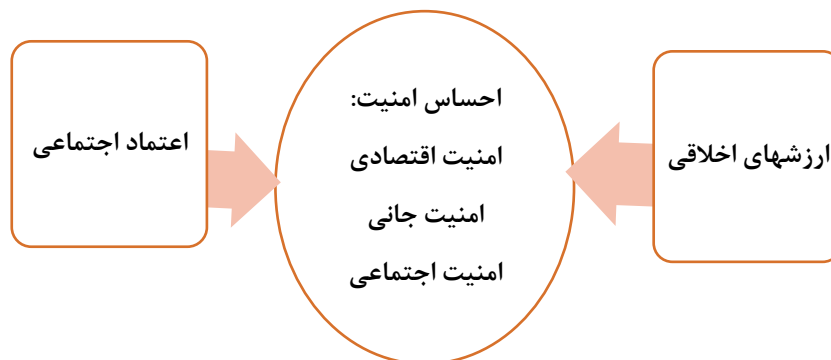 ارزشهای اخلاقی
احساس امنیت:
امنیت اقتصادی
امنیت جانی
امنیت اجتماعی
اعتماد اجتماعی